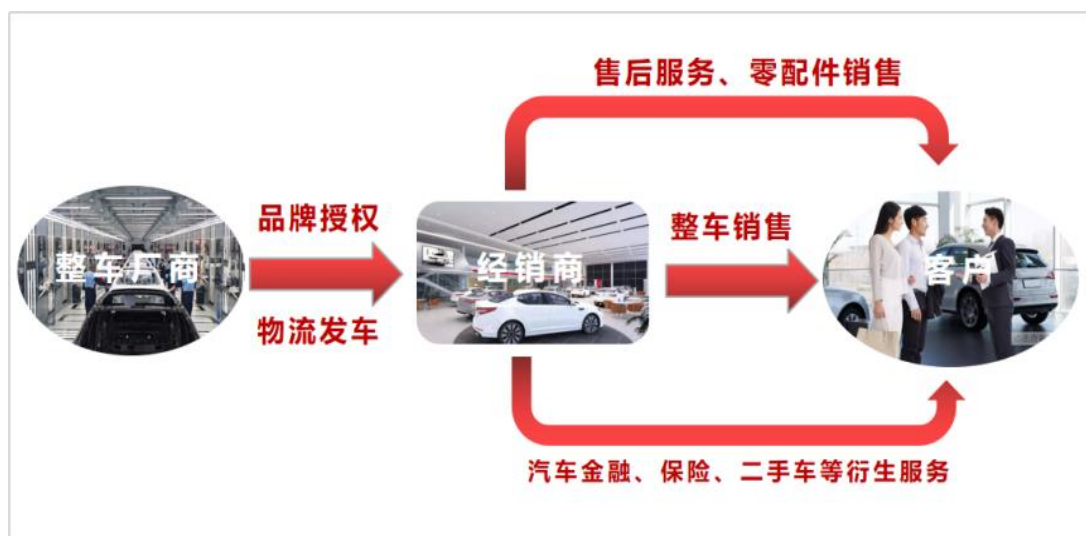 售后服务、零配件销售
品牌授权
整车销售
整车厂商
经销商
客户
物流发车
汽车金融、保险、二手车等衍生服务